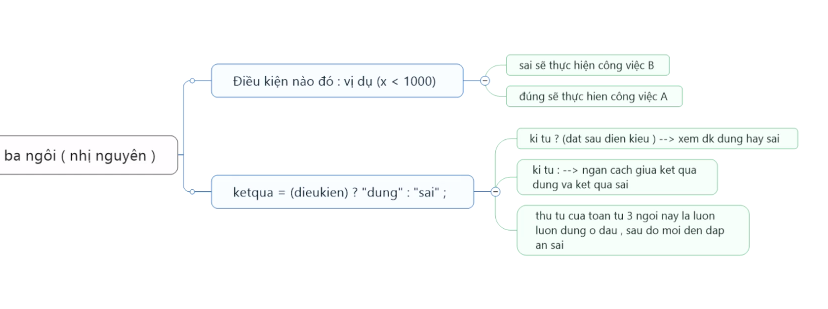 ba ngôi ( nhị nguyên )
Điều kiện nào đó : vị dụ (x < 1000)
sai sẽ thực hiện công việc B
đúng sẽ thực hien công việc A
ketqua = (dieukien) ? "dung" : "sai" ;
ki tu ? (dat sau dien kieu ) --> xem dk dung hay sai
ki tu : --> ngan cach giua ket qua
dung va ket qua sai
thu tu cua toan tu 3 ngoi nay la luon
luon dung o dau , sau do moi den dap
an sai